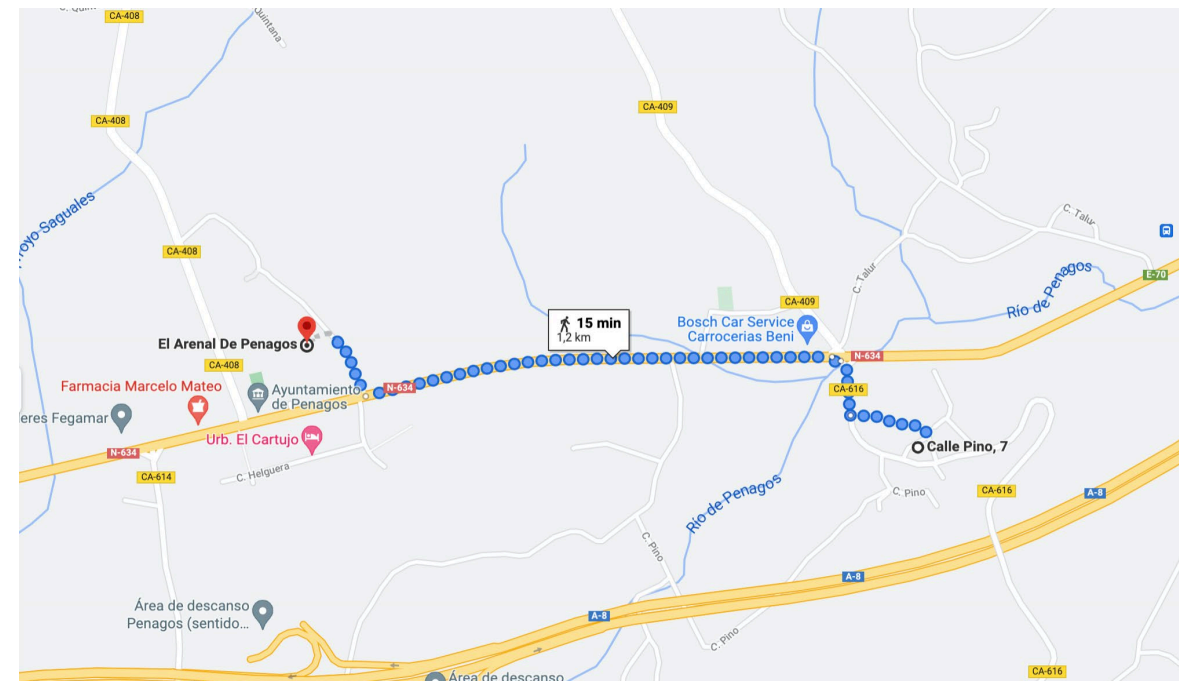 CA-408
Quintana
CA-408
CA-409
Arroyo Saguales
CA-408
C. Talur
C. Talur
E-70
Río de Penagos
CA-409
Bosch Car Service
Carrocerias Beni
15 min
1,2 km
El Arenal De Penagos
N-634
CA-408
Farmacia Marcelo Mateo
Ayuntamiento
de Penagos
N-634
CA-616
eres Fegamar
Urb. El Cartujo
Calle Pino, 7
N-634
CA-614
C. Helguera
Río de Penagos
C. Pino
CA-616
A-8
C. Pino
A-8
Área de descanso
Penagos (sentido...
A-8
C. Pino
CA-616
Área de descanso